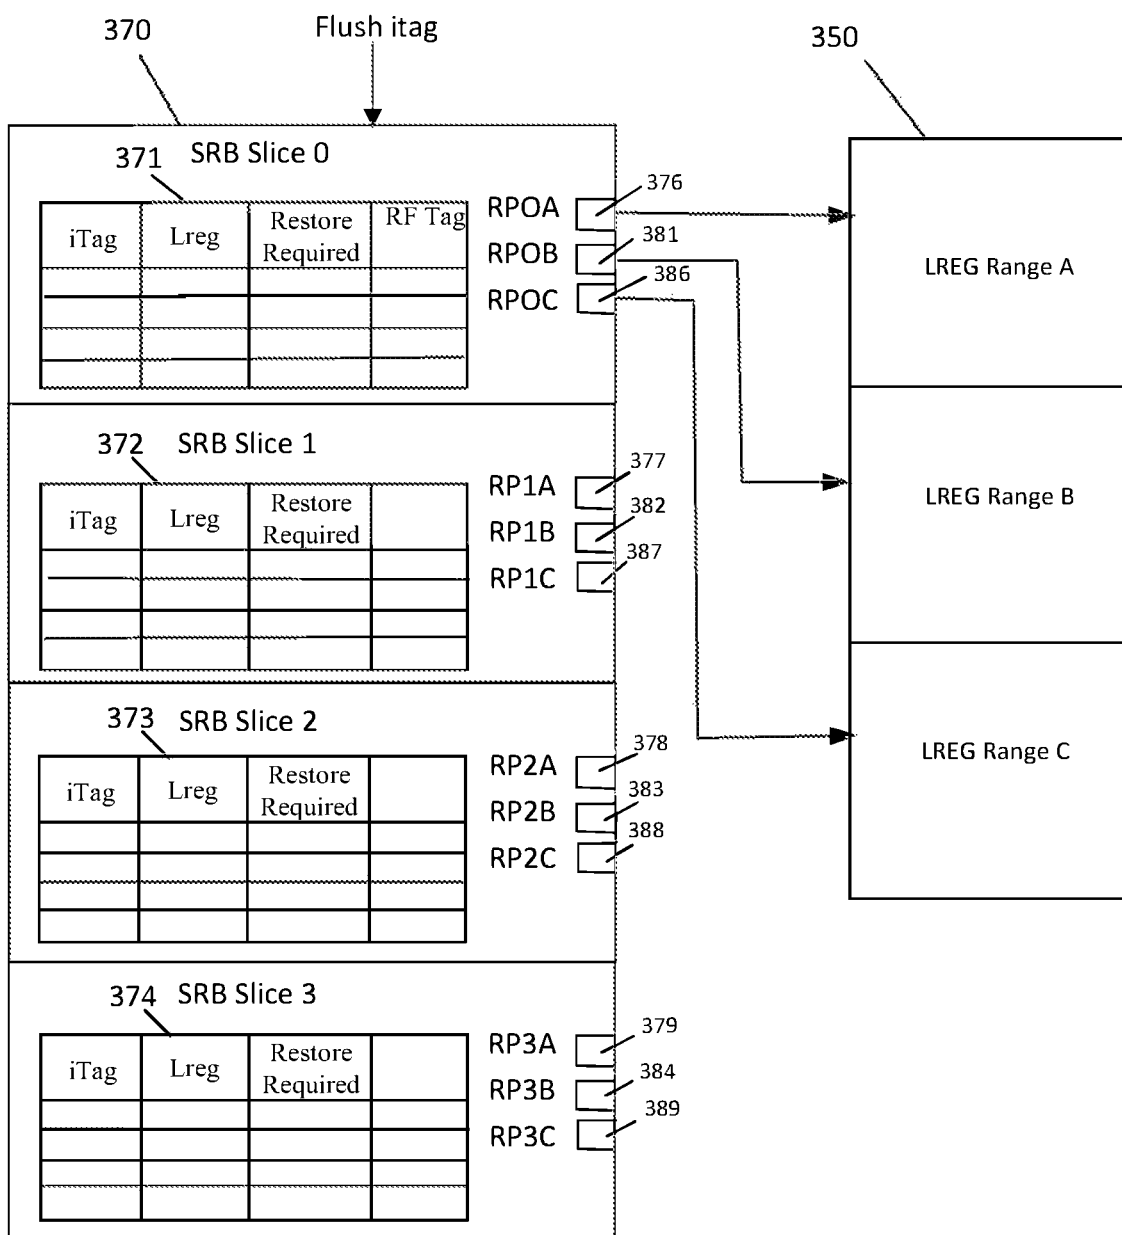 370
Flush itag
350
SRB Slice 0
371
iTag
Lreg
Restore
Required
RF Tag
RPOA
376
RPOB
381
RPOC
386
LREG Range A
SRB Slice 1
372
iTag
Lreg
Restore
Required
RP1A
377
RP1B
382
RP1C
387
LREG Range B
SRB Slice 2
373
iTag
Lreg
Restore
Required
RP2A
378
RP2B
383
RP2C
388
LREG Range C
SRB Slice 3
374
iTag
Lreg
Restore
Required
RP3A
379
RP3B
384
RP3C
389